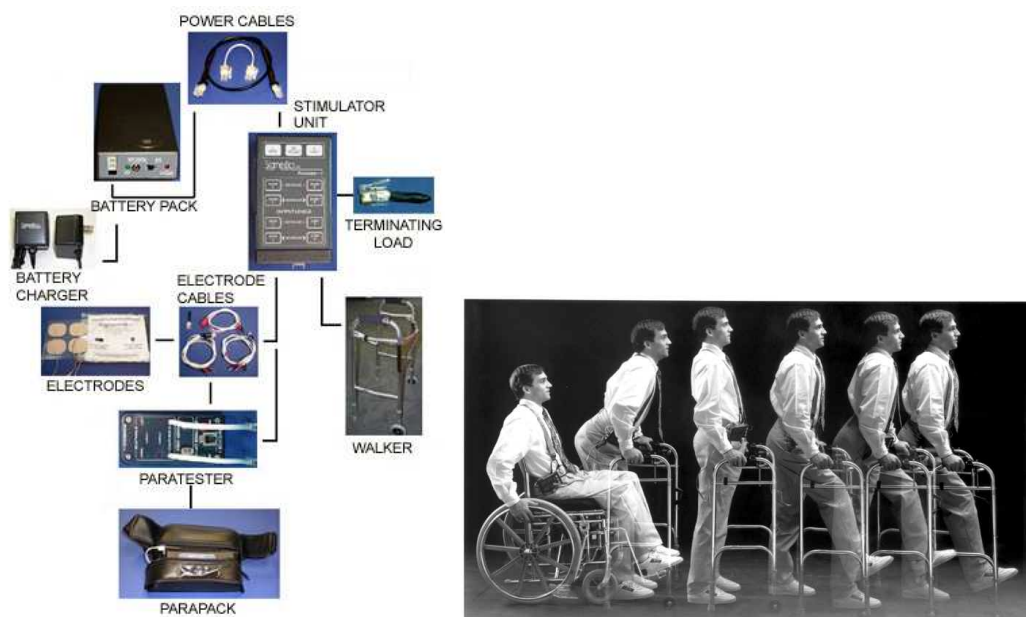 POWER CABLES
STIMULATOR
UNIT
BATTERY PACK
TERMINATING
LOAD
BATTERY
CHARGER
ELECTRODE
CABLES
ELECTRODES
WALKER
PARATESTER
PARAPACK